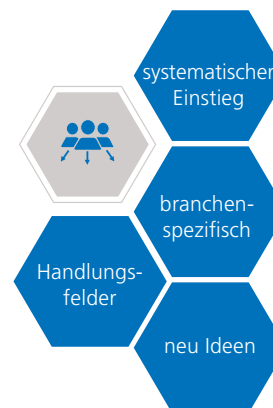 systematischer
Einstieg
branchen-
spezifisch
Handlungs-
felder
neu Ideen